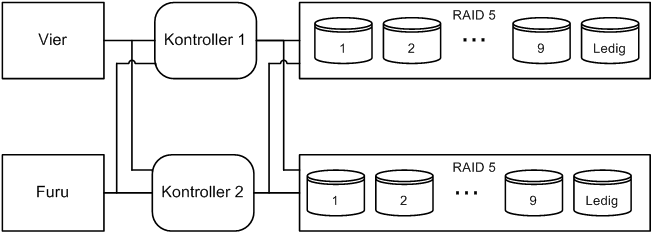 Vier
Kontroller 1
RAID 5
1
2
...
9
Ledig
Furu
Kontroller 2
RAID 5
1
2
...
9
Ledig